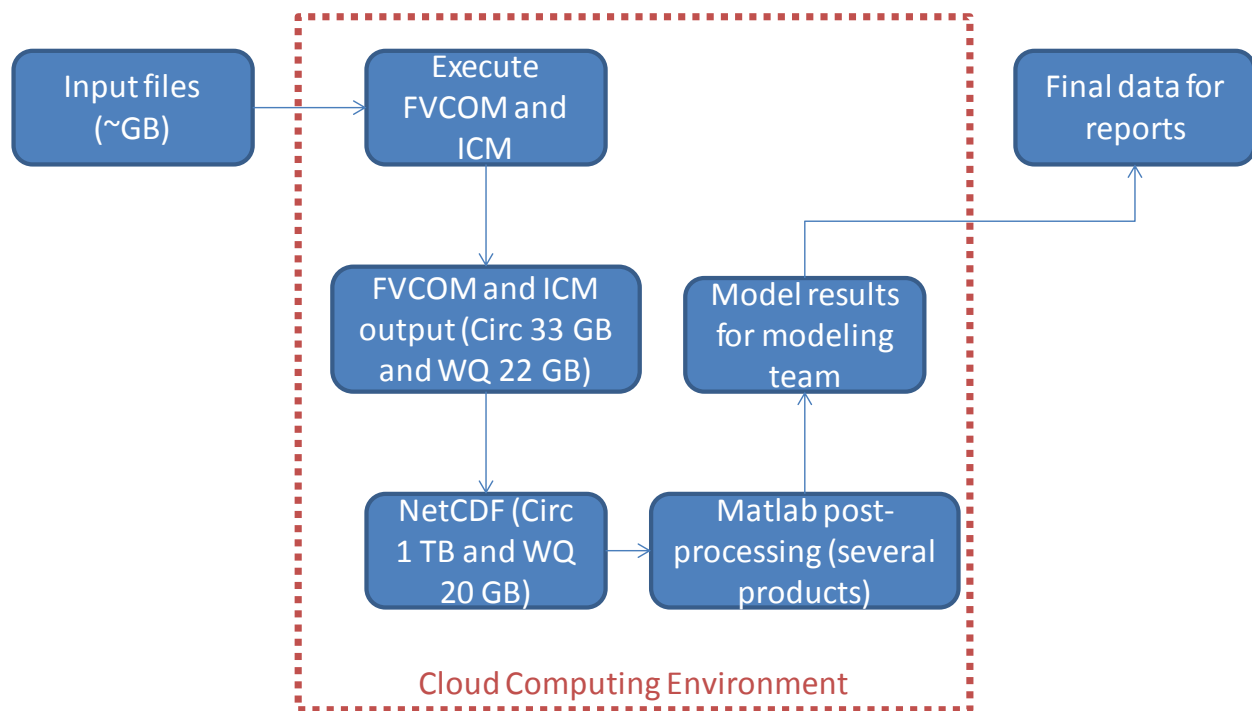 Input files
(~GB)
Execute
FVCOM and
ICM
FVCOM and ICM
output (Circ 33 GB
and WQ 22 GB)
NetCDF (Circ
1 TB and WQ
20 GB)
Matlab post-
processing (several
products)
Model results
for modeling
team
Final data for
reports
Cloud Computing Environment